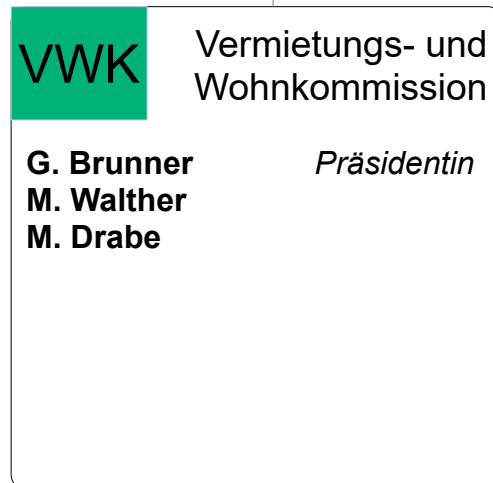 VWK
Vermietungs- und
Wohnkommission
G. Brunner Präsidentin
M. Walther
M. Drabe